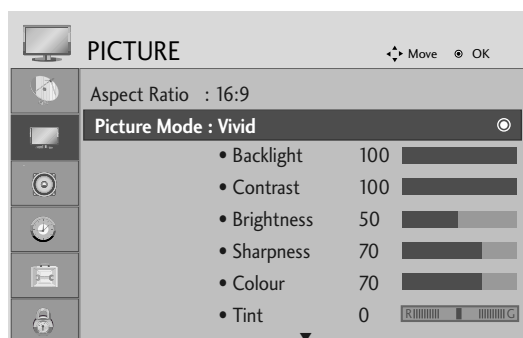 PICTURE Move OK
Aspect Ratio : 16:9
Picture Mode : Vivid
• Backlight 100
• Contrast 100
• Brightness 50
• Sharpness 70
• Colour 70
• Tint 0 R G